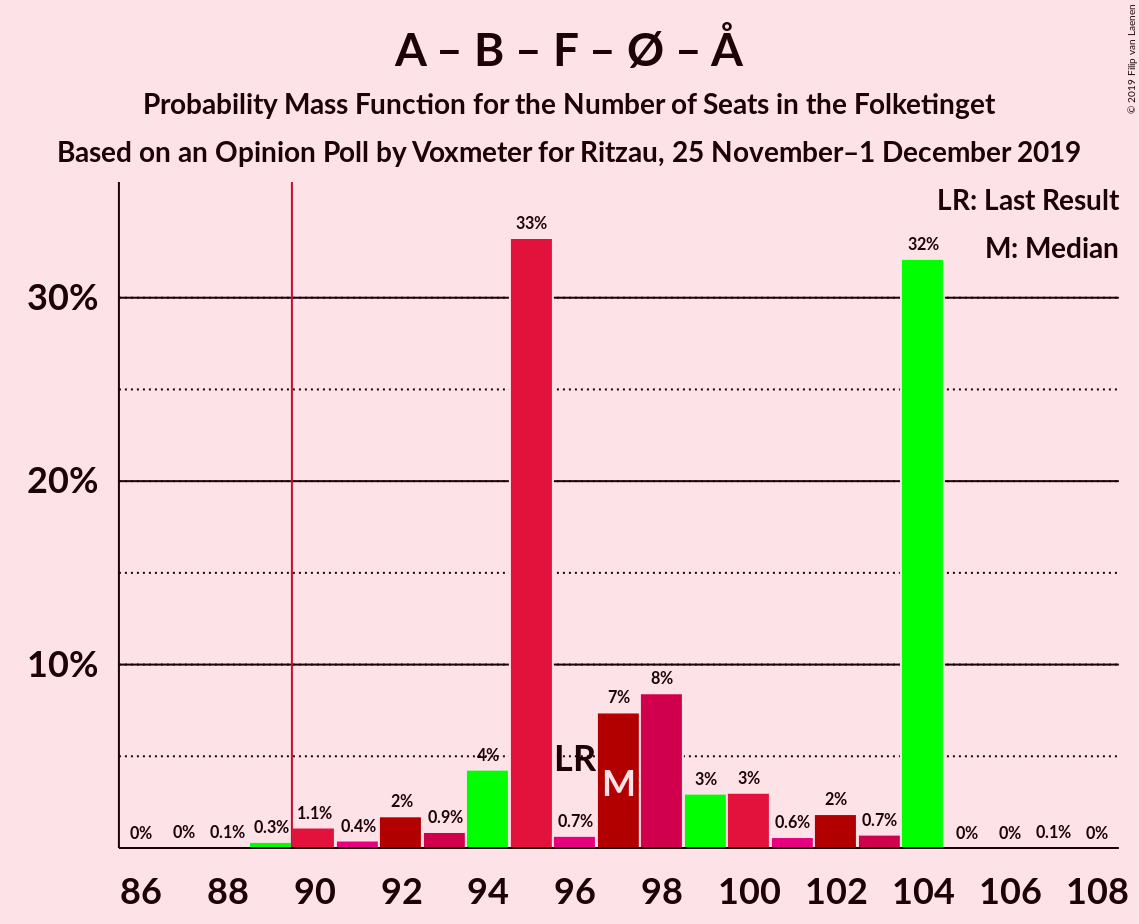 A – B – F – Ø – Å
Probability Mass Function for the Number of Seats in the Folketinget
Based on an Opinion Poll by Voxmeter for Ritzau, 25 November–1 December 2019
© 2019 Filip van Laenen
LR: Last Result
M: Median
30%
20%
10%
0% 0% 0.1% 0.3% 1.1% 0.4% 2% 0.9% 4% 33% 0.7% 7% 8% 3% 3% 0.6% 2% 0.7% 32% 0% 0% 0.1% 0%
LR
M
86 88 90 92 94 96 98 100 102 104 106 108